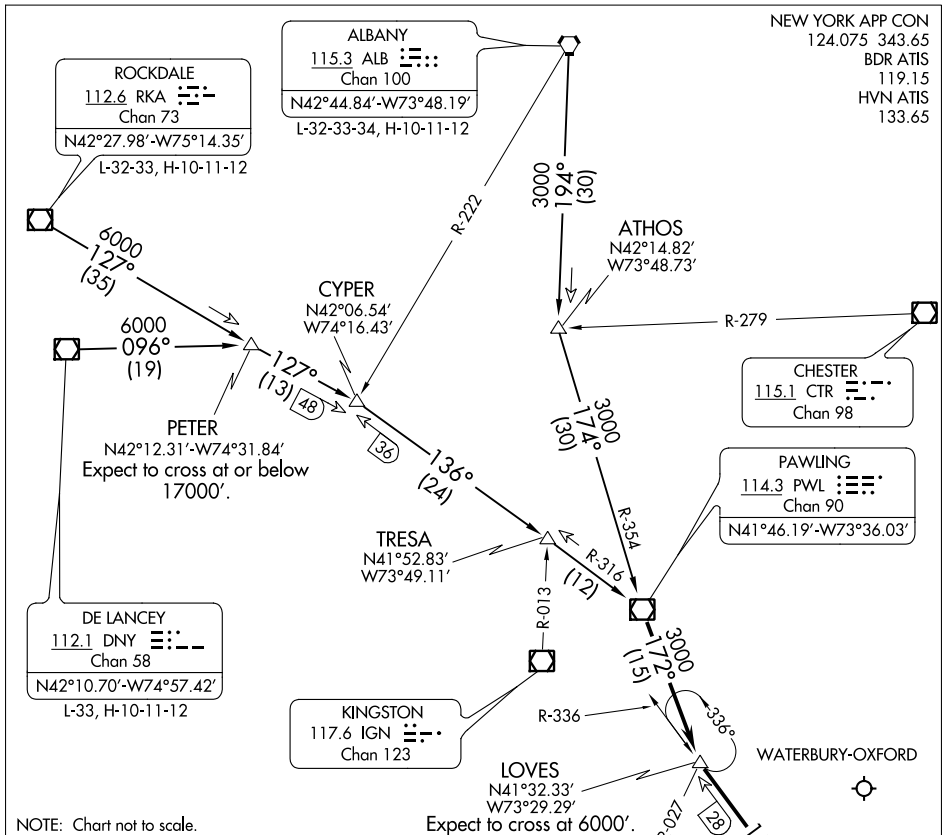 NEW YORK APP CON
124.075 343.65
BDR ATIS
119.15
HVN ATIS
133.65
ALBANY
115.3 ALB
Chan 100
N42°44.84'-W73°48.19'
L-32-33-34, H-10-11-12
ROCKDALE
112.6 RKA
Chan 73
N42°27.98'-W75°14.35'
L-32-33, H-10-11-12
3000
194°
(30)
R-222
6000
127°
(35)
ATHOS
N42°14.82'
W73°48.73'
CYPER
N42°06.54'
W74°16.43'
R-279
6000
096°
(19)
127°
(13)
48
36
CHESTER
115.1 CTR
Chan 98
PETER
N42°12.31'-W74°31.84'
Expect to cross at or below
17000'.
3000
174°
(30)
R-354
136°
(24)
PAWLING
114.3 PWL
Chan 90
N41°46.19'-W73°36.03'
TRESA
N41°52.83'
W73°49.11'
R-316
(12)
R-013
DE LANCEY
112.1 DNY
Chan 58
N42°10.70'-W74°57.42'
L-33, H-10-11-12
3000
172°
(15)
KINGSTON
117.6 IGN
Chan 123
R-336
336°
WATERBURY-OXFORD
LOVES
N41°32.33'
W73°29.29'
Expect to cross at 6000'.
28
NOTE: Chart not to scale.